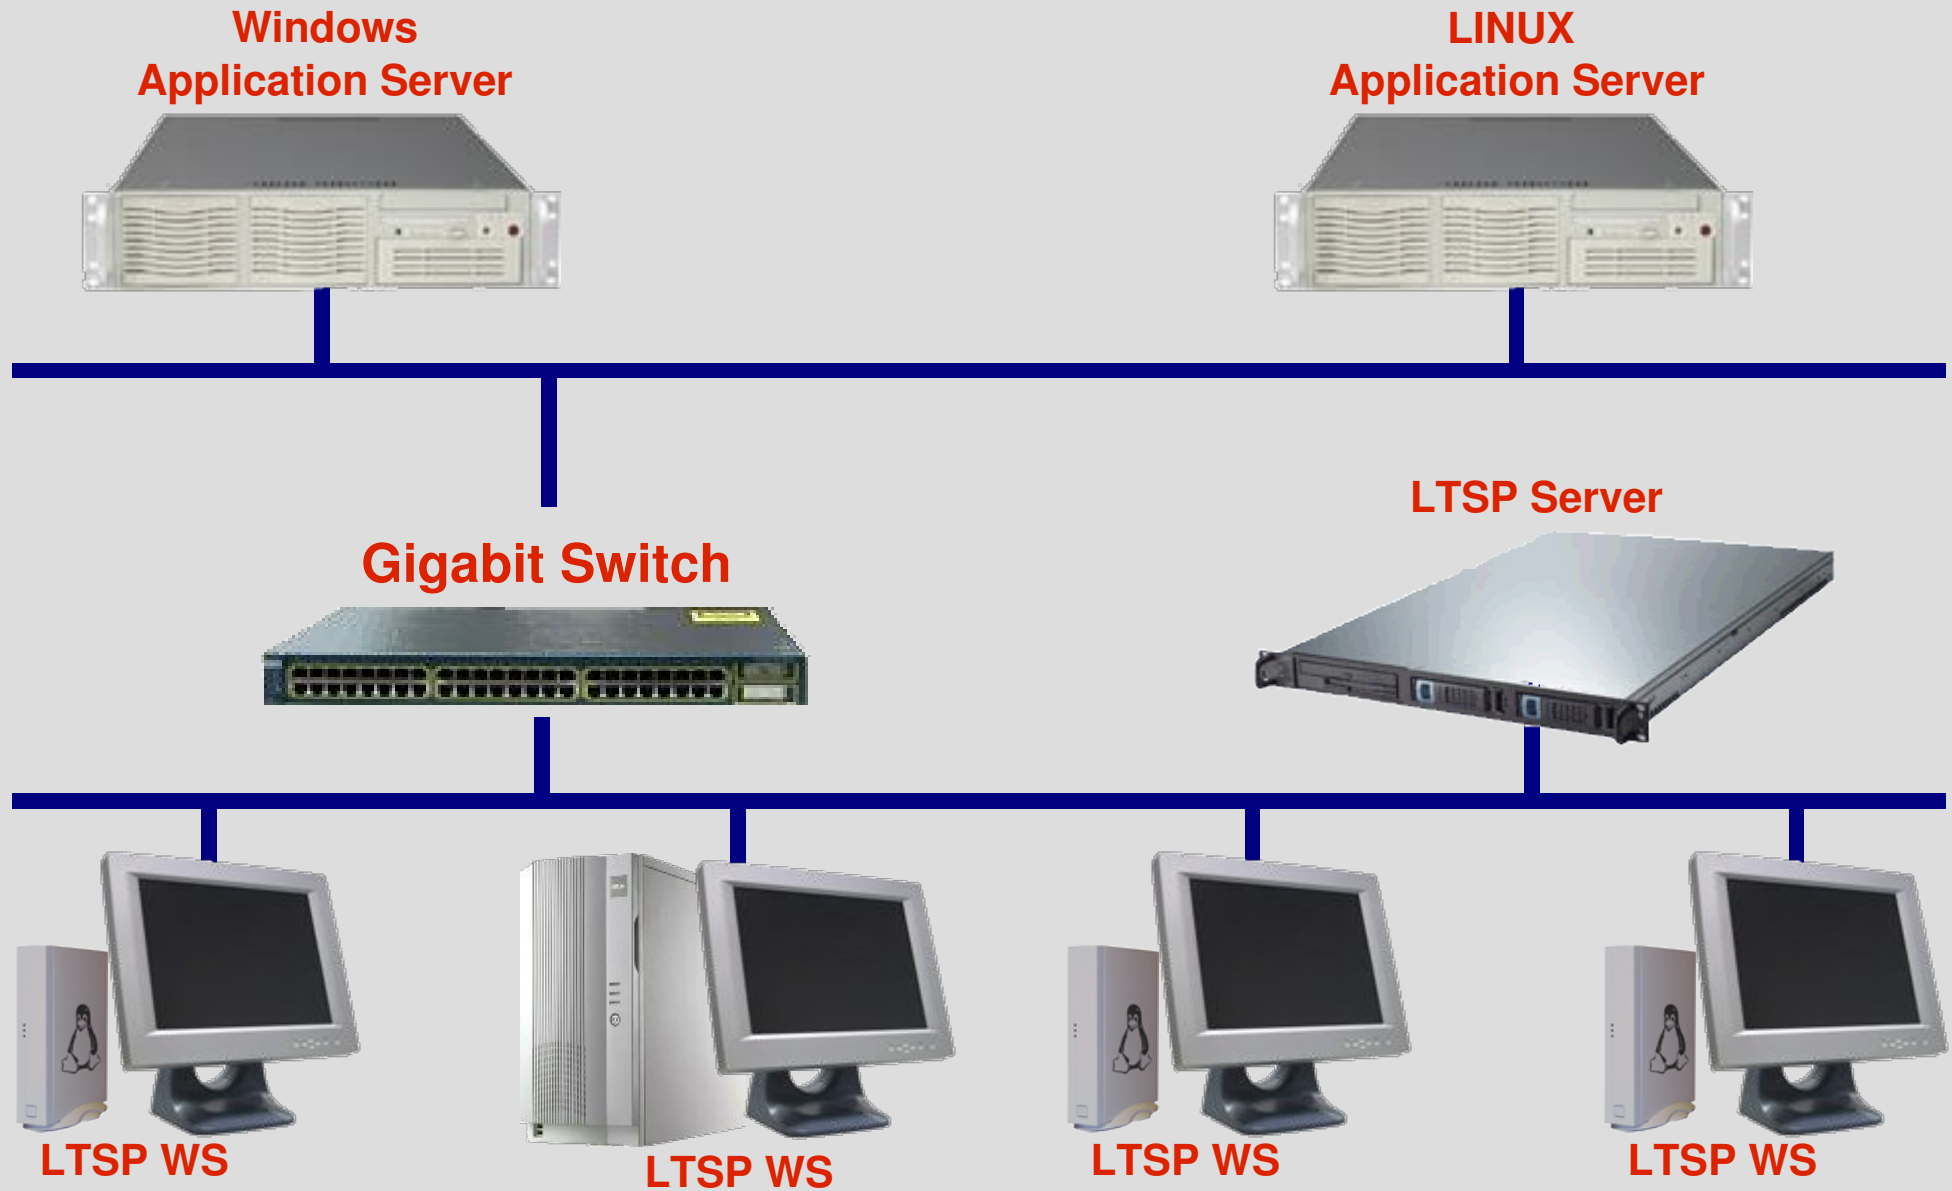 Windows
Application Server
LINUX
Application Server
LTSP Server
Gigabit Switch
LTSP WS
LTSP WS
LTSP WS
LTSP WS